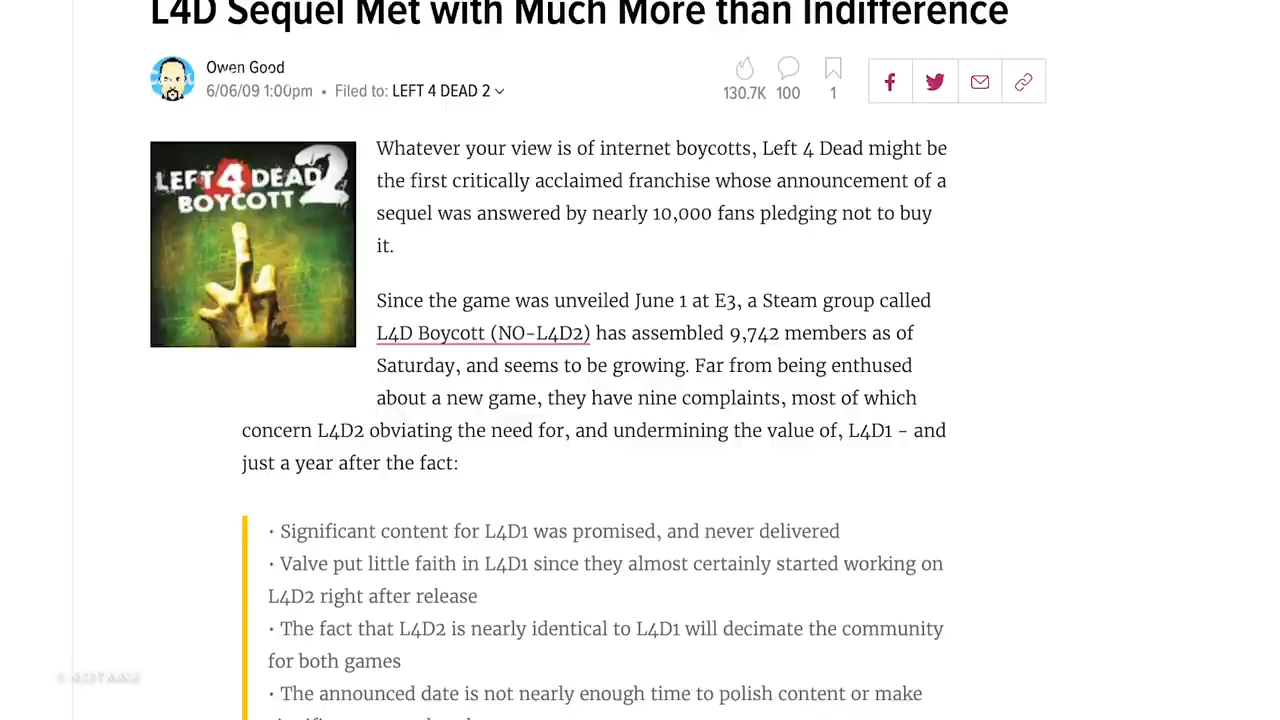 L4D Sequel Met with Much More than Indifference
Owen Good
6/06/09 1:00pm • Filed to: LEFT 4 DEAD 2
130.7K 100 1
LEFT 4 DEAD 2
BOYCOTT
Whatever your view is of internet boycotts, Left 4 Dead might be
the first critically acclaimed franchise whose announcement of a
sequel was answered by nearly 10,000 fans pledging not to buy
it.
Since the game was unveiled June 1 at E3, a Steam group called
L4D Boycott (NO-L4D2) has assembled 9,742 members as of
Saturday, and seems to be growing. Far from being enthused
about a new game, they have nine complaints, most of which
concern L4D2 obviating the need for, and undermining the value of, L4D1 - and
just a year after the fact:
· Significant content for L4D1 was promised, and never delivered
· Valve put little faith in L4D1 since they almost certainly started working on
L4D2 right after release
· The fact that L4D2 is nearly identical to L4D1 will decimate the community
for both games
· The announced date is not nearly enough time to polish content or make